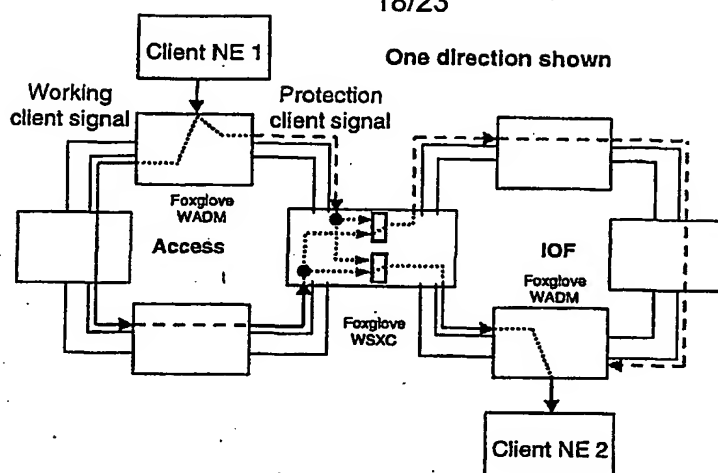 18/23
Client NE 1
One direction shown
Working
client signal
Protection
client signal
Foxglove
WADM
Access
IOF
Foxglove
WADM
Foxglove
WSXC
Client NE 2